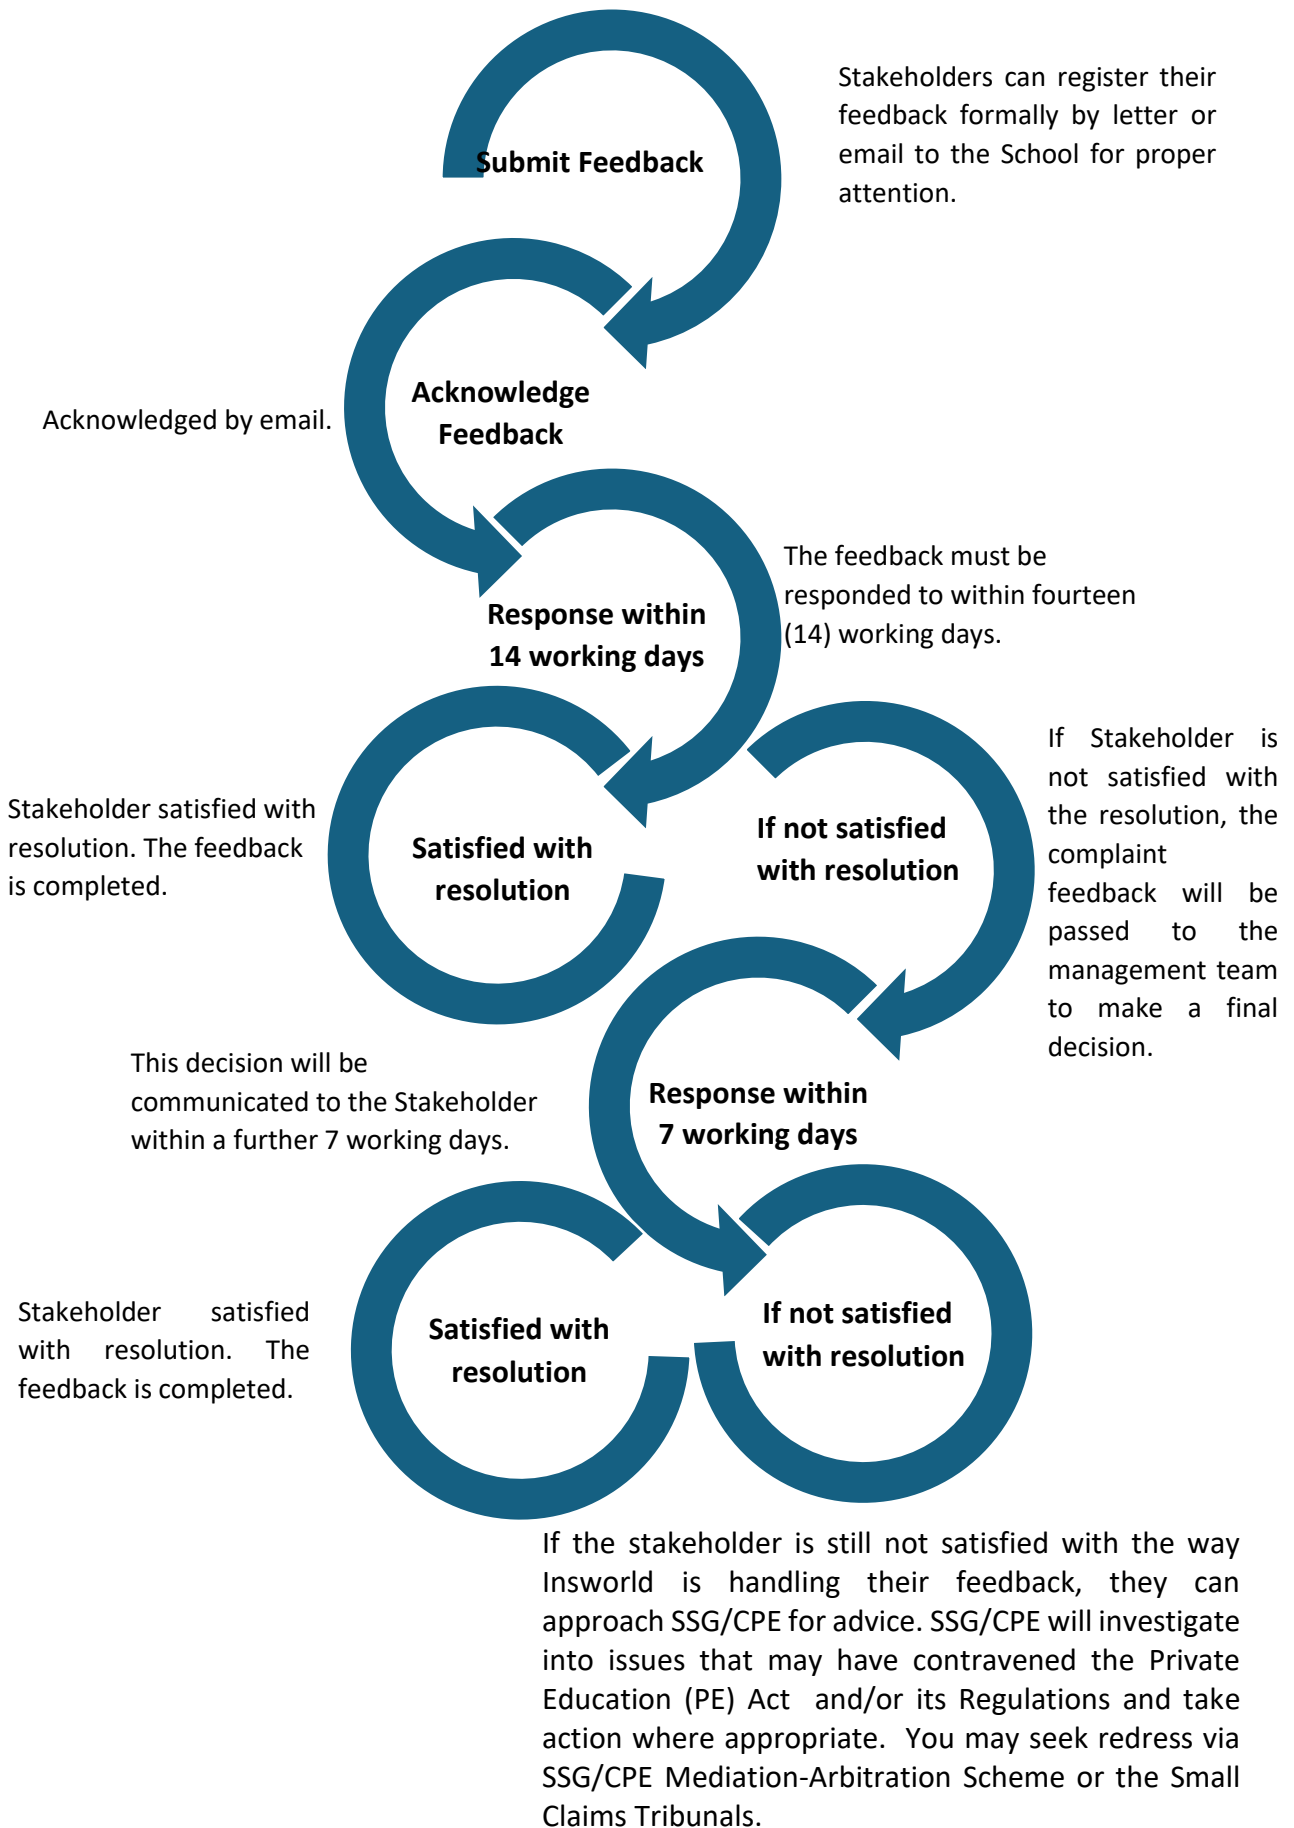 Submit Feedback
Stakeholders can register their
feedback formally by letter or
email to the School for proper
attention.
Acknowledge
Feedback
Acknowledged by email.
Response within
14 working days
The feedback must be
responded to within fourteen
(14) working days.
Satisfied with
resolution
Stakeholder satisfied with
resolution. The feedback
is completed.
If not satisfied
with resolution
If Stakeholder is
not satisfied with
the resolution, the
complaint
feedback will be
passed to the
management team
to make a final
decision.
Response within
7 working days
This decision will be
communicated to the Stakeholder
within a further 7 working days.
Satisfied with
resolution
Stakeholder satisfied
with resolution. The
feedback is completed.
If not satisfied
with resolution
If the stakeholder is still not satisfied with the way
Insworld is handling their feedback, they can
approach SSG/CPE for advice. SSG/CPE will investigate
into issues that may have contravened the Private
Education (PE) Act and/or its Regulations and take
action where appropriate. You may seek redress via
SSG/CPE Mediation-Arbitration Scheme or the Small
Claims Tribunals.